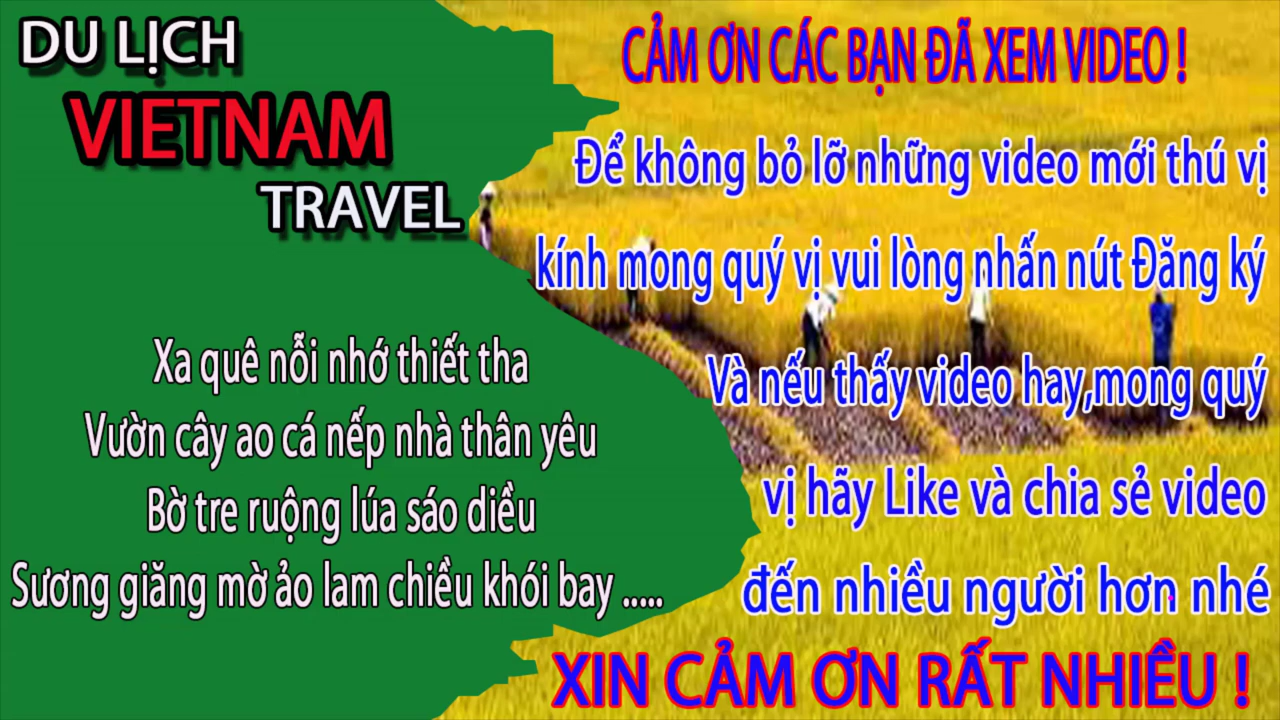 DU LỊCH
VIETNAM
TRAVEL
Xa quê nỗi nhớ thiết tha
Vườn cây ao cá nếp nhà thân yêu
Bờ tre ruộng lúa sáo diều
Sương giăng mờ ảo lam chiều khói bay .....
CẢM ƠN CÁC BẠN ĐÃ XEM VIDEO !
Để không bỏ lỡ những video mới thú vị
kính mong quý vị vui lòng nhấn nút Đăng ký
Và nếu thấy video hay,mong quý
vị hãy Like và chia sẻ video
đến nhiều người hơn nhé
XIN CẢM ƠN RẤT NHIỀU !